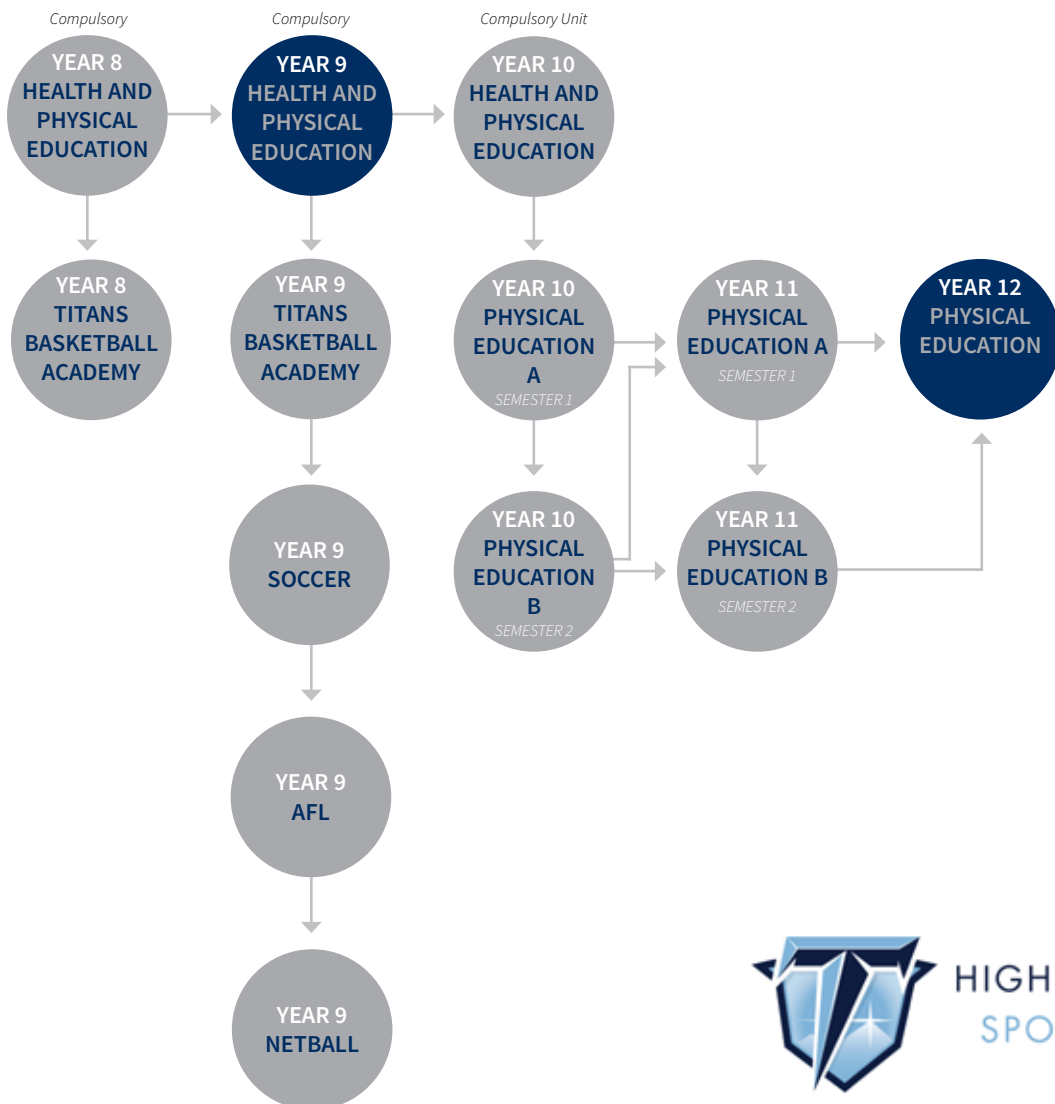 Compulsory
Compulsory
Compulsory Unit
YEAR 8
HEALTH AND
PHYSICAL
EDUCATION
YEAR 9
HEALTH AND
PHYSICAL
EDUCATION
YEAR 10
HEALTH AND
PHYSICAL
EDUCATION
YEAR 8
TITANS
BASKETBALL
ACADEMY
YEAR 9
TITANS
BASKETBALL
ACADEMY
YEAR 10
PHYSICAL
EDUCATION
A
SEMESTER 1
YEAR 11
PHYSICAL
EDUCATION A
SEMESTER 1
YEAR 12
PHYSICAL
EDUCATION
YEAR 9
SOCCER
YEAR 10
PHYSICAL
EDUCATION
B
SEMESTER 2
YEAR 11
PHYSICAL
EDUCATION B
SEMESTER 2
YEAR 9
AFL
YEAR 9
NETBALL
HIGH
SPO